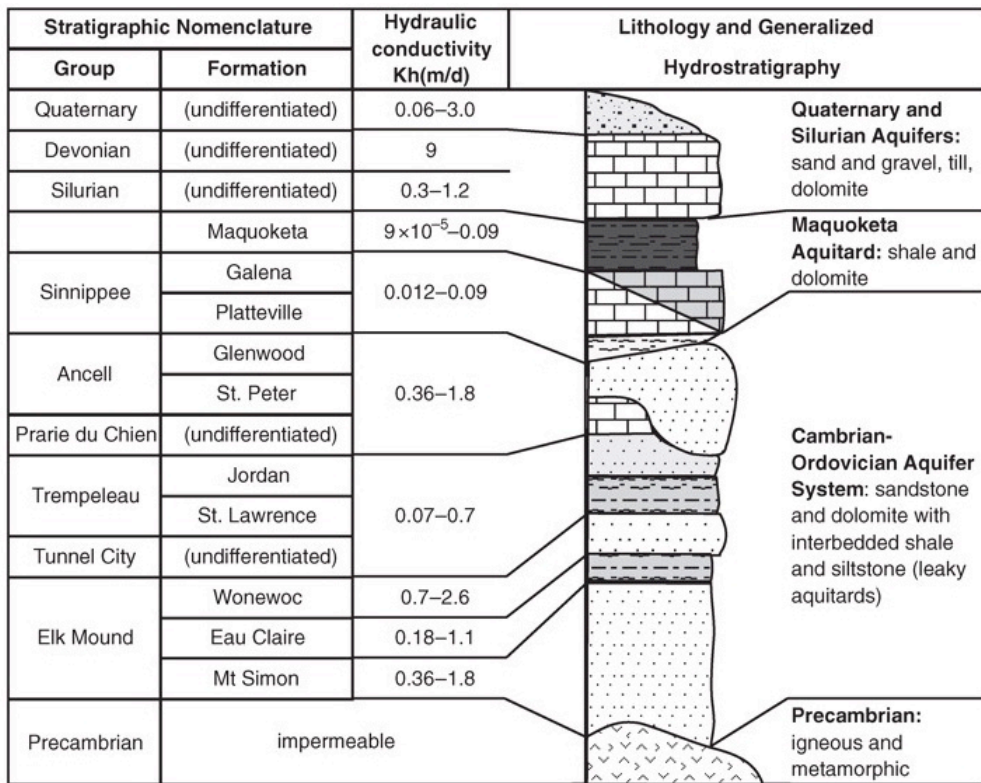 Stratigraphic Nomenclature
Hydraulic
conductivity
Kh(m/d)
Lithology and Generalized
Hydrostratigraphy
Group
Formation
Quaternary
(undifferentiated)
0.06–3.0
Devonian
(undifferentiated)
9
Silurian
(undifferentiated)
0.3–1.2
Maquoketa
9×10⁻⁵–0.09
Sinnippee
Galena
Platteville
0.012–0.09
Ancell
Glenwood
St. Peter
0.36–1.8
Prarie du Chien
(undifferentiated)
Trempeleau
Jordan
St. Lawrence
0.07–0.7
Tunnel City
(undifferentiated)
Elk Mound
Wonewoc
0.7–2.6
Eau Claire
0.18–1.1
Mt Simon
0.36–1.8
Precambrian
impermeable
Quaternary and
Silurian Aquifers:
sand and gravel, till,
dolomite
Maquoketa
Aquitard: shale and
dolomite
Cambrian-
Ordovician Aquifer
System: sandstone
and dolomite with
interbedded shale
and siltstone (leaky
aquitards)
Precambrian:
igneous and
metamorphic